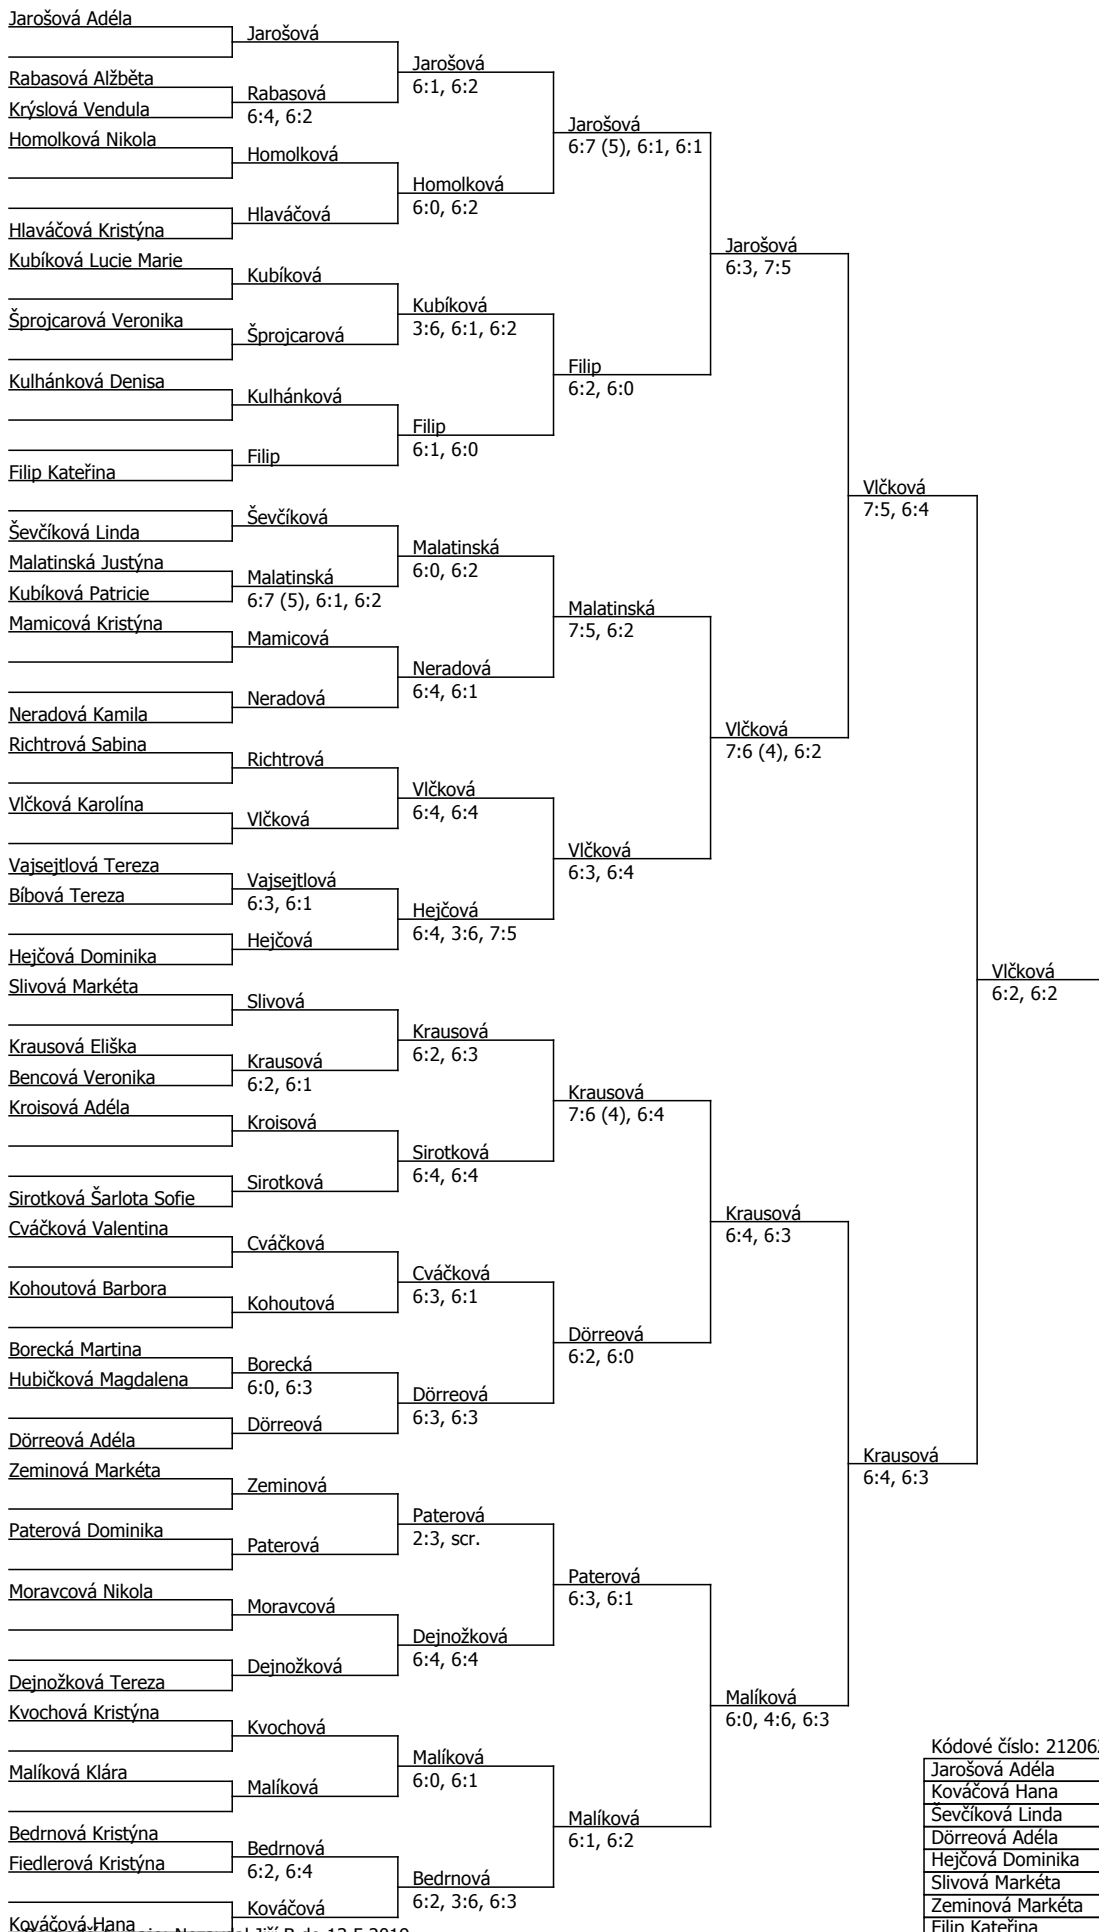 Jarošová Adéla
Rabasová Alžběta
Krýslová Vendula
Homolková Nikola
Hlaváčová Kristýna
Kubíková Lucie Marie
Šprojcarová Veronika
Kulhánková Denisa
Filip Kateřina
Ševčíková Linda
Malatinská Justýna
Kubíková Patricie
Mamicová Kristýna
Neradová Kamila
Richtrová Sabina
Vlčková Karolína
Vajsejtlová Tereza
Bíbová Tereza
Hejčová Dominika
Slivová Markéta
Krausová Eliška
Bencová Veronika
Kroisová Adéla
Sirotková Šarlota Sofie
Cváčková Valentina
Kohoutová Barbora
Borecká Martina
Hubičková Magdalena
Dörreová Adéla
Zeminová Markéta
Paterová Dominika
Moravcová Nikola
Dejnožková Tereza
Kvochová Kristýna
Malíková Klára
Bedrnová Kristýna
Fiedlerová Kristýna
Kováčová Hana
Jarošová
Rabasová
6:4, 6:2
Homolková
Hlaváčová
Kubíková
Šprojcarová
Kulhánková
Filip
Ševčíková
Malatinská
6:7 (5), 6:1, 6:2
Mamicová
Neradová
Richtrová
Vlčková
Vajsejtlová
6:3, 6:1
Hejčová
Slivová
Krausová
6:2, 6:1
Kroisová
Sirotková
Cváčková
Kohoutová
Borecká
6:0, 6:3
Dörreová
Zeminová
Paterová
Moravcová
Dejnožková
Kvochová
Malíková
Bedrnová
6:2, 6:4
Kováčová
Jarošová
6:1, 6:2
Homolková
6:0, 6:2
Kubíková
3:6, 6:1, 6:2
Filip
6:1, 6:0
Malatinská
6:0, 6:2
Neradová
6:4, 6:1
Vlčková
6:4, 6:4
Hejčová
6:4, 3:6, 7:5
Krausová
6:2, 6:3
Sirotková
6:4, 6:4
Cváčková
6:3, 6:1
Dörreová
6:3, 6:3
Paterová
2:3, scr.
Dejnožková
6:4, 6:4
Malíková
6:0, 6:1
Bedrnová
6:2, 3:6, 6:3
Jarošová
6:7 (5), 6:1, 6:1
Filip
6:2, 6:0
Malatinská
7:5, 6:2
Vlčková
6:3, 6:4
Krausová
7:6 (4), 6:4
Dörreová
6:2, 6:0
Paterová
6:3, 6:1
Malíková
6:1, 6:2
Jarošová
6:3, 7:5
Vlčková
7:6 (4), 6:2
Krausová
6:4, 6:3
Malíková
6:0, 4:6, 6:3
Vlčková
7:5, 6:4
Krausová
6:4, 6:3
Vlčková
6:2, 6:2
Kódové číslo: 21206
Jarošová Adéla
Kováčová Hana
Ševčíková Linda
Dörreová Adéla
Hejčová Dominika
Slivová Markéta
Zeminová Markéta
Filip Kateřina